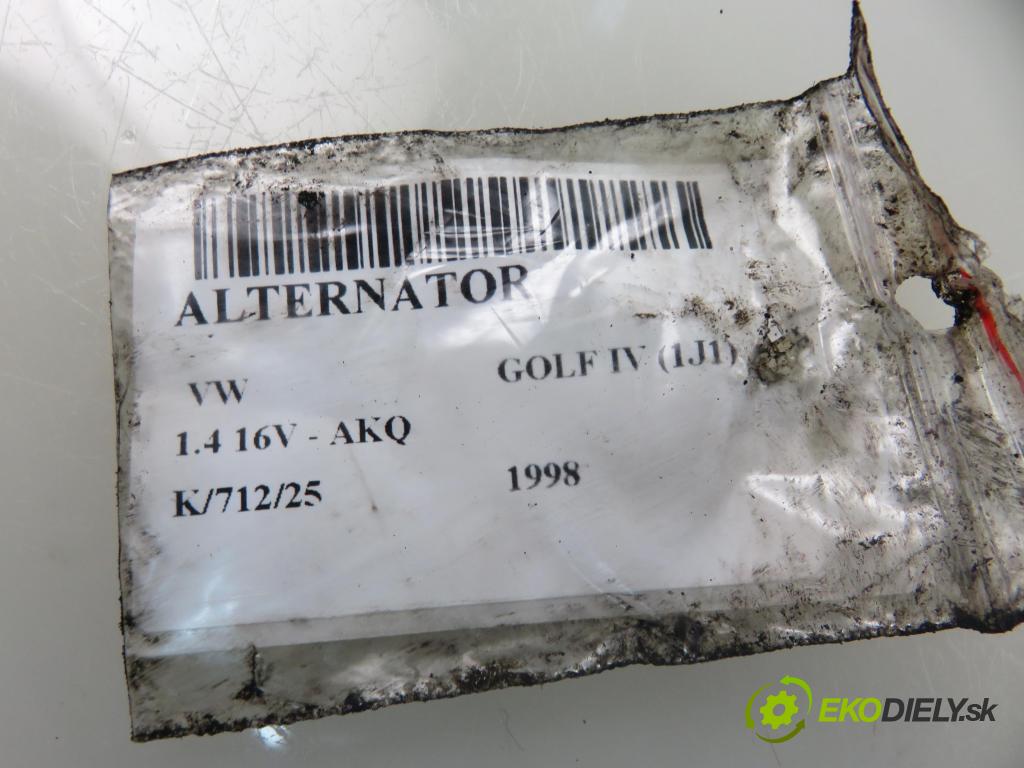 ALTERNATOR
VW GOLF IV (1J1)
1.4 16V - AKQ
K/712/25 1998
EKODIELY.sk